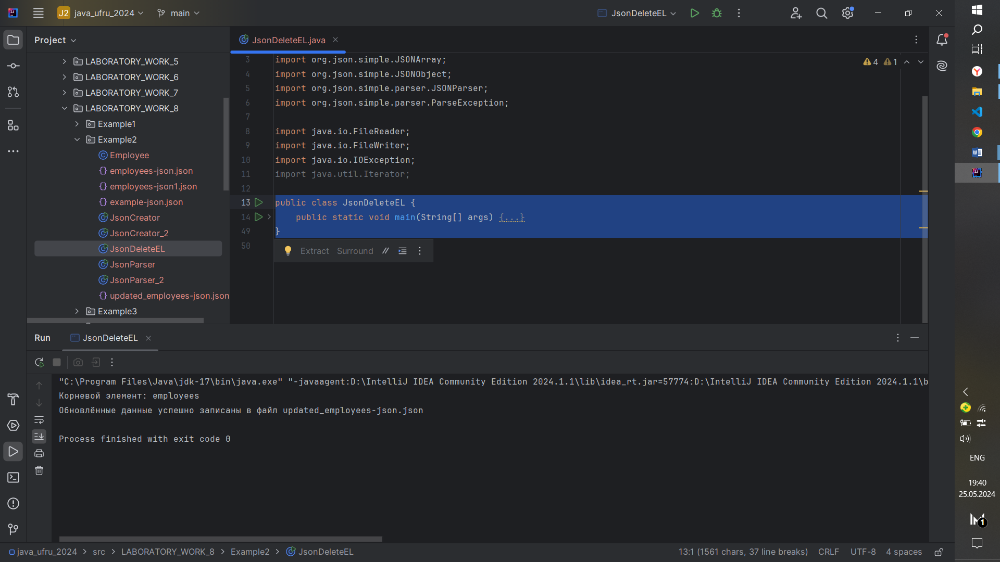 J2 java_ufru_2024 main JsonDeleteEL
Project
JsonDeleteEL.java
LABORATORY_WORK_5
LABORATORY_WORK_6
LABORATORY_WORK_7
LABORATORY_WORK_8
Example1
Example2
Employee
employees-json.json
employees-json1.json
example-json.json
JsonCreator
JsonCreator_2
JsonDeleteEL
JsonParser
JsonParser_2
updated_employees-json.json
Example3
4 1
3 import org.json.simple.JSONArray;
4 import org.json.simple.JSONObject;
5 import org.json.simple.parser.JSONParser;
6 import org.json.simple.parser.ParseException;
7
8 import java.io.FileReader;
9 import java.io.FileWriter;
10 import java.io.IOException;
11 import java.util.Iterator;
12
13 public class JsonDeleteEL {
14 public static void main(String[] args) {...}
49 }
50
Extract Surround //
Run JsonDeleteEL
"C:\Program Files\Java\jdk-17\bin\java.exe" "-javaagent:D:\IntelliJ IDEA Community Edition 2024.1.1\lib\idea_rt.jar=57774:D:\IntelliJ IDEA Community Edition 2024.1.1\b
Корневой элемент: employees
Обновлённые данные успешно записаны в файл updated_employees-json.json
Process finished with exit code 0
java_ufru_2024 > src > LABORATORY_WORK_8 > Example2 > JsonDeleteEL
13:1 (1561 chars, 37 line breaks) CRLF UTF-8 4 spaces
ENG
19:40
25.05.2024
1